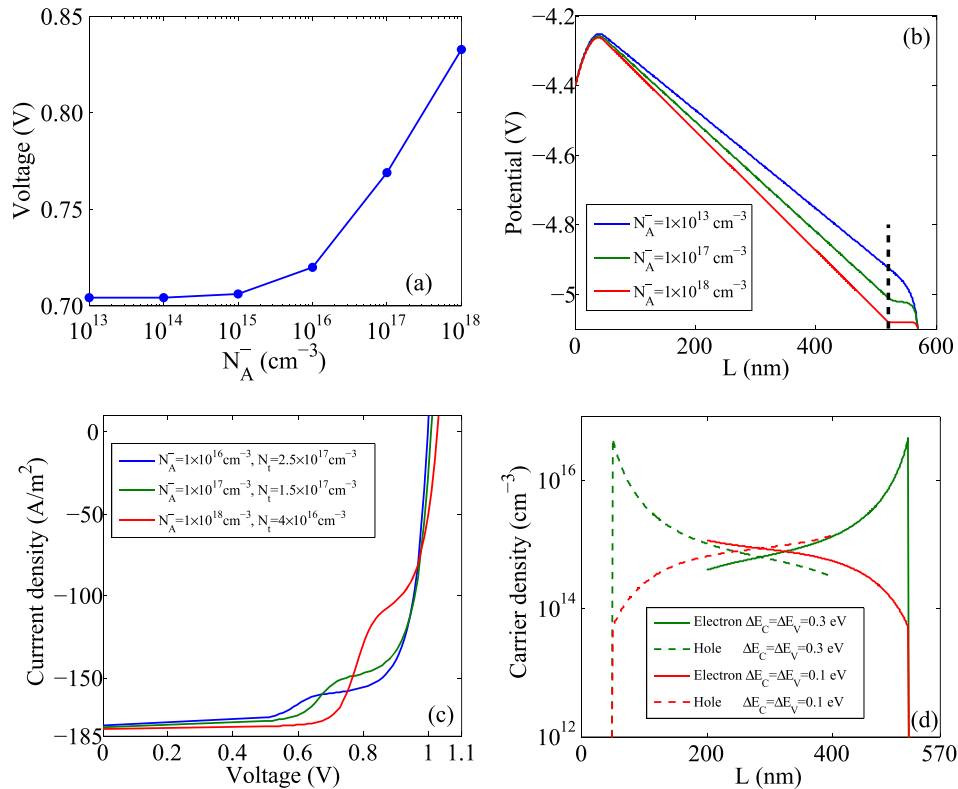 0.85
0.80
0.75
0.70
Voltage (V)
10^13 10^14 10^15 10^16 10^17 10^18
N_A^− (cm^−3)
(a)
−4.2
−4.4
−4.6
−4.8
−5
Potential (V)
(b)
N_A^−=1×10^13 cm^−3
N_A^−=1×10^17 cm^−3
N_A^−=1×10^18 cm^−3
0 200 400 600
L (nm)
0
−50
−100
−150
−185
Currrent density (A/m^2)
N_A^−=1×10^16cm^−3, N_t=2.5×10^17cm^−3
N_A^−=1×10^17cm^−3, N_t=1.5×10^17cm^−3
N_A^−=1×10^18cm^−3, N_t=4×10^16cm^−3
(c)
0 0.2 0.4 0.6 0.8 1 1.1
Voltage (V)
10^16
10^14
10^12
Carrier density (cm^−3)
Electron ΔE_C=ΔE_V=0.3 eV
Hole ΔE_C=ΔE_V=0.3 eV
Electron ΔE_C=ΔE_V=0.1 eV
Hole ΔE_C=ΔE_V=0.1 eV
(d)
200 400 570
L (nm)